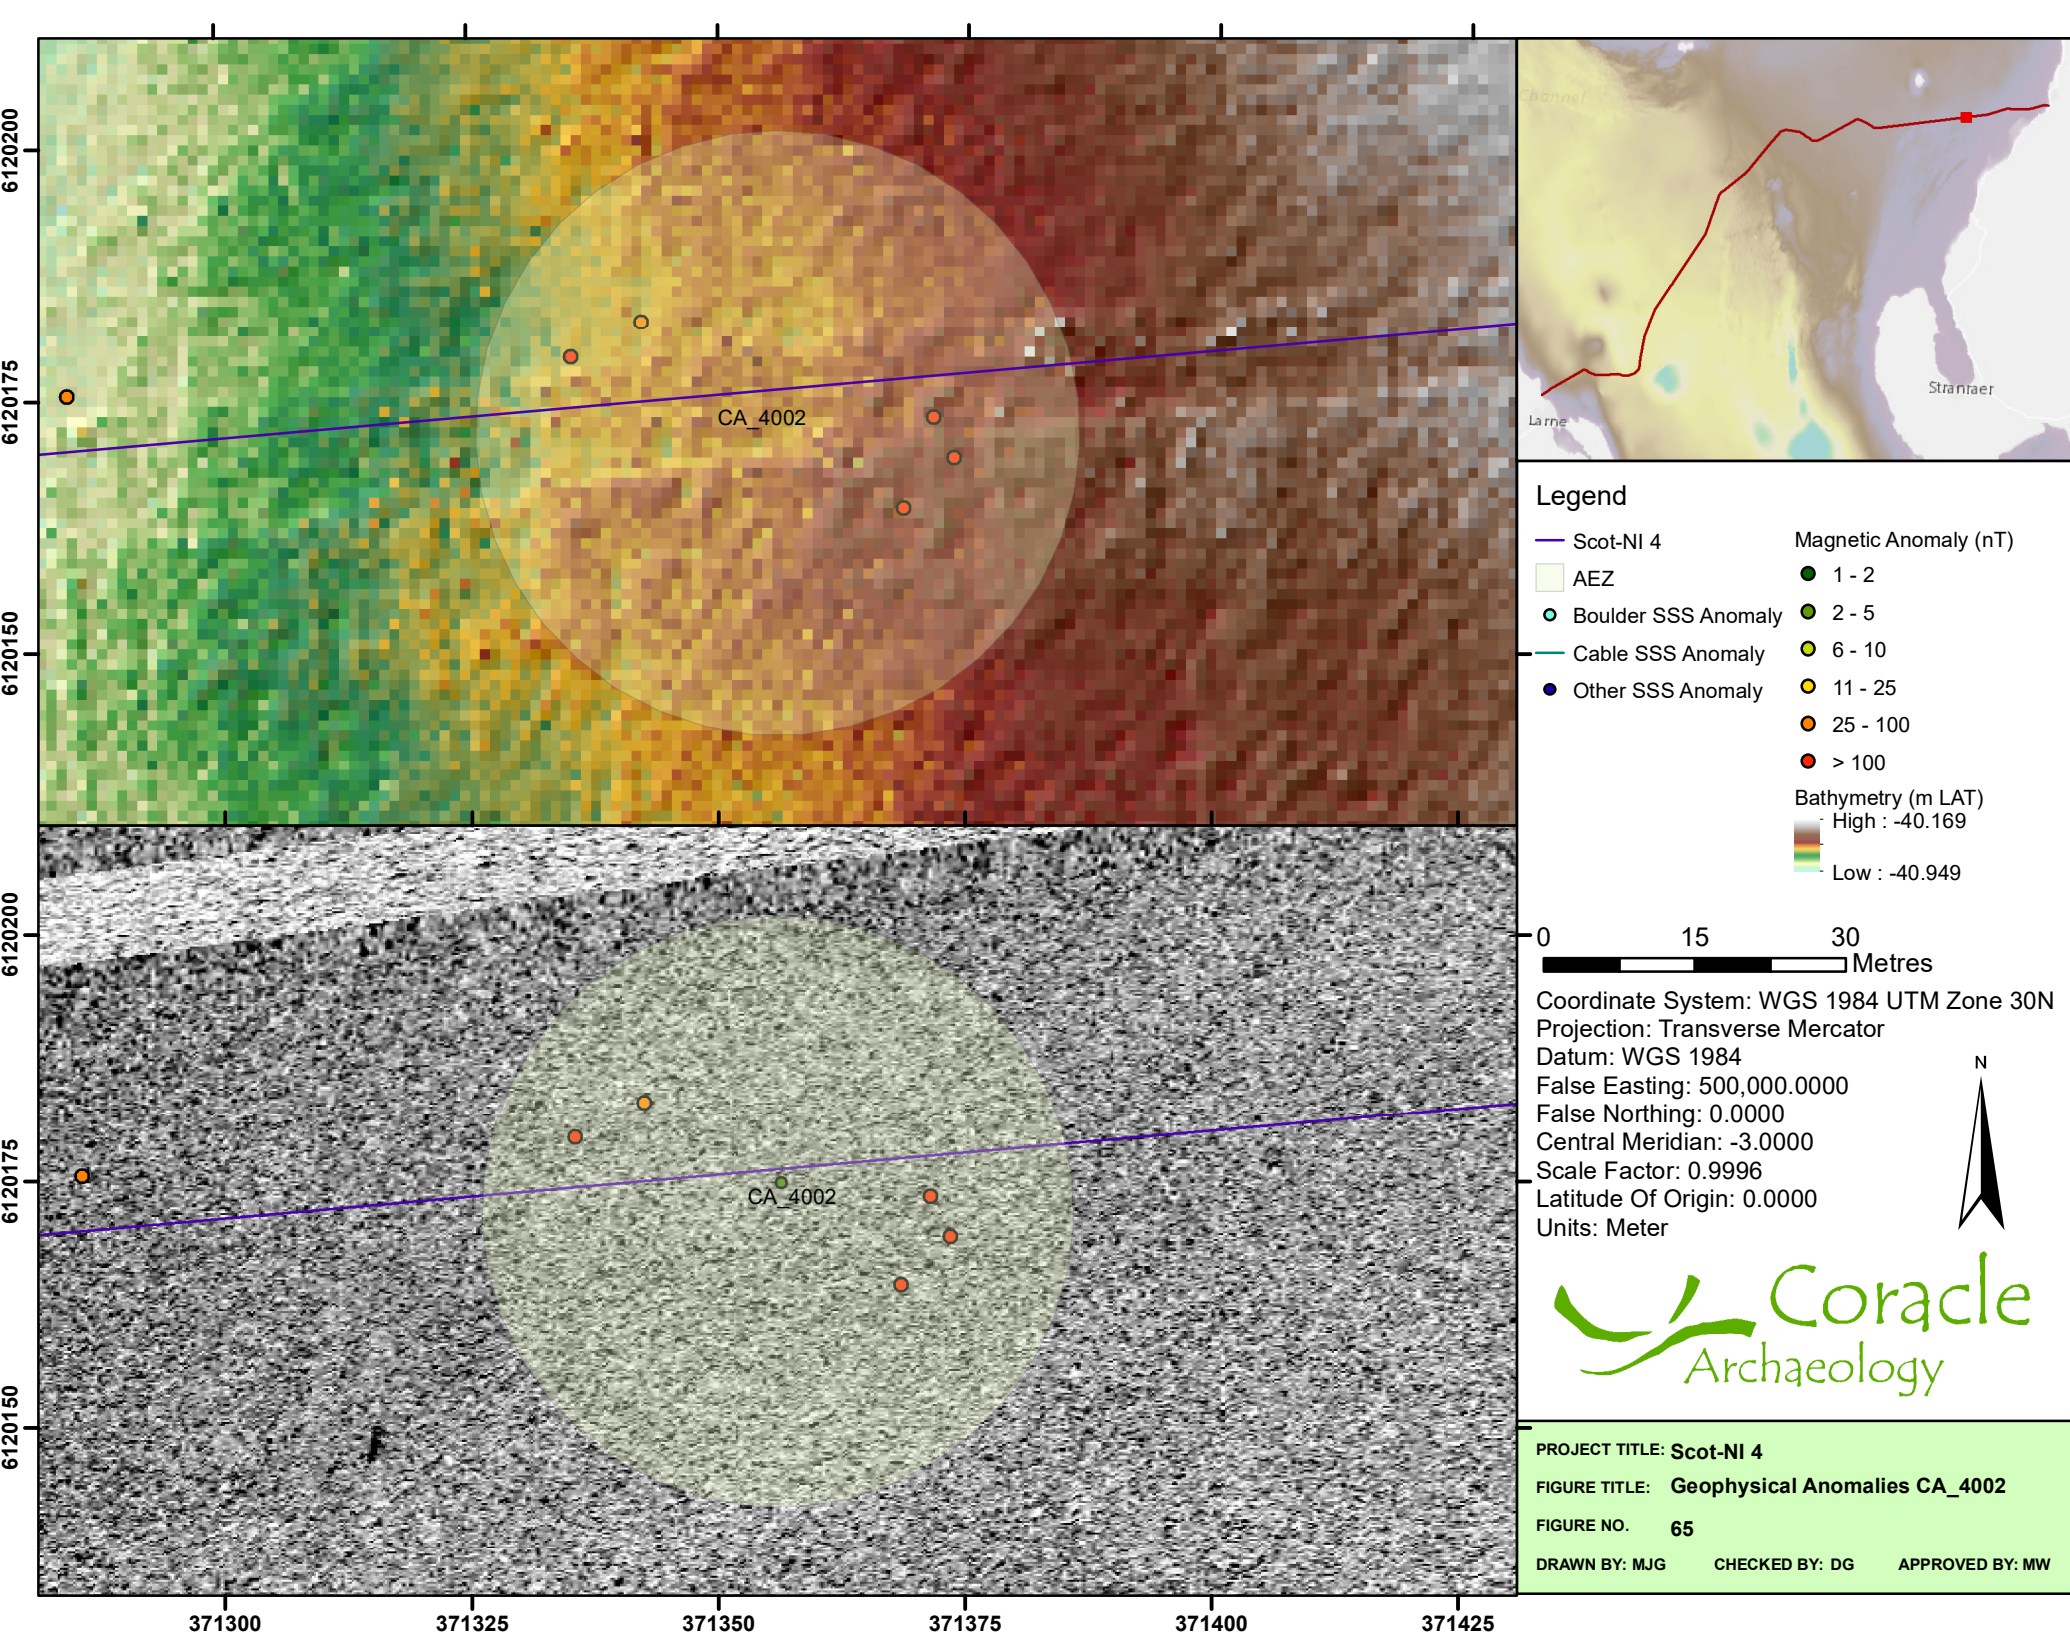 6120200
6120175
6120150
CA_4002
6120200
6120175
6120150
CA_4002
371300
371325
371350
371375
371400
371425
Channel
Larne
Stranraer
Legend
Scot-NI 4
AEZ
Boulder SSS Anomaly
Cable SSS Anomaly
Other SSS Anomaly
Magnetic Anomaly (nT)
1 - 2
2 - 5
6 - 10
11 - 25
25 - 100
> 100
Bathymetry (m LAT)
High : -40.169
Low : -40.949
0 15 30
Metres
Coordinate System: WGS 1984 UTM Zone 30N
Projection: Transverse Mercator
Datum: WGS 1984
False Easting: 500,000.0000
False Northing: 0.0000
Central Meridian: -3.0000
Scale Factor: 0.9996
Latitude Of Origin: 0.0000
Units: Meter
N
Coracle
Archaeology
PROJECT TITLE: Scot-NI 4
FIGURE TITLE: Geophysical Anomalies CA_4002
FIGURE NO. 65
DRAWN BY: MJG CHECKED BY: DG APPROVED BY: MW